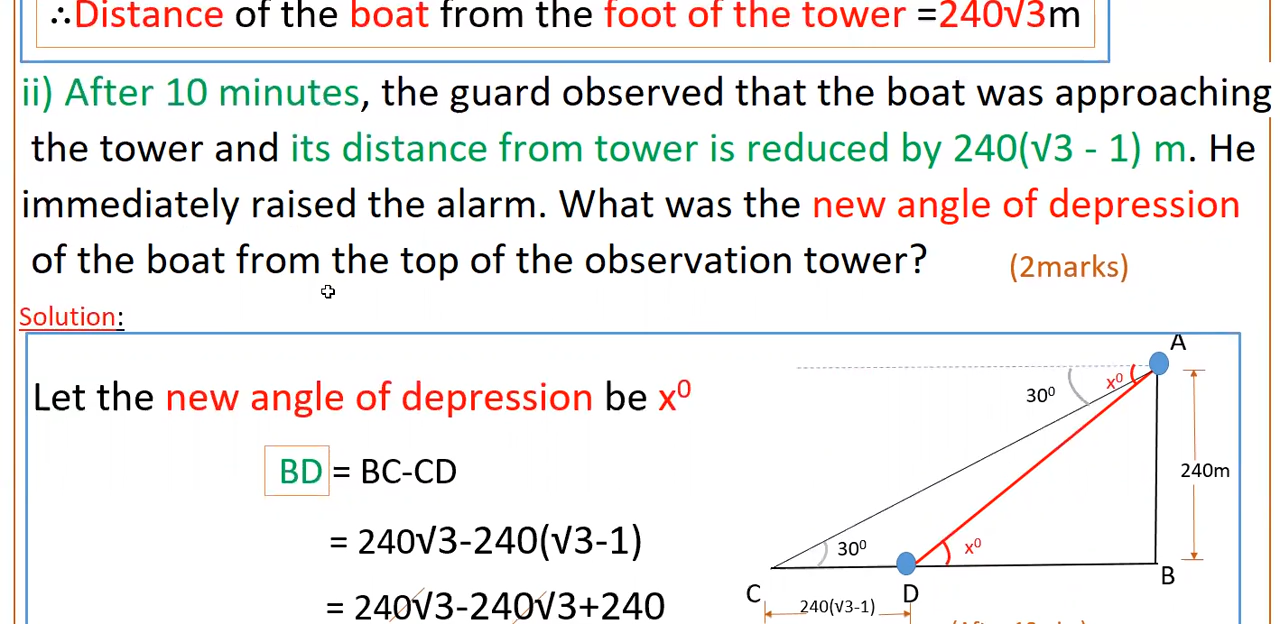 ∴Distance of the boat from the foot of the tower =240√3m
ii) After 10 minutes, the guard observed that the boat was approaching
the tower and its distance from tower is reduced by 240(√3 - 1) m. He
immediately raised the alarm. What was the new angle of depression
of the boat from the top of the observation tower? (2marks)
Solution:
A
Let the new angle of depression be x⁰
30⁰ x⁰
BD = BC-CD
240m
= 240√3-240(√3-1)
30⁰ x⁰
B
C D
= 240√3-240√3+240
240(√3-1)